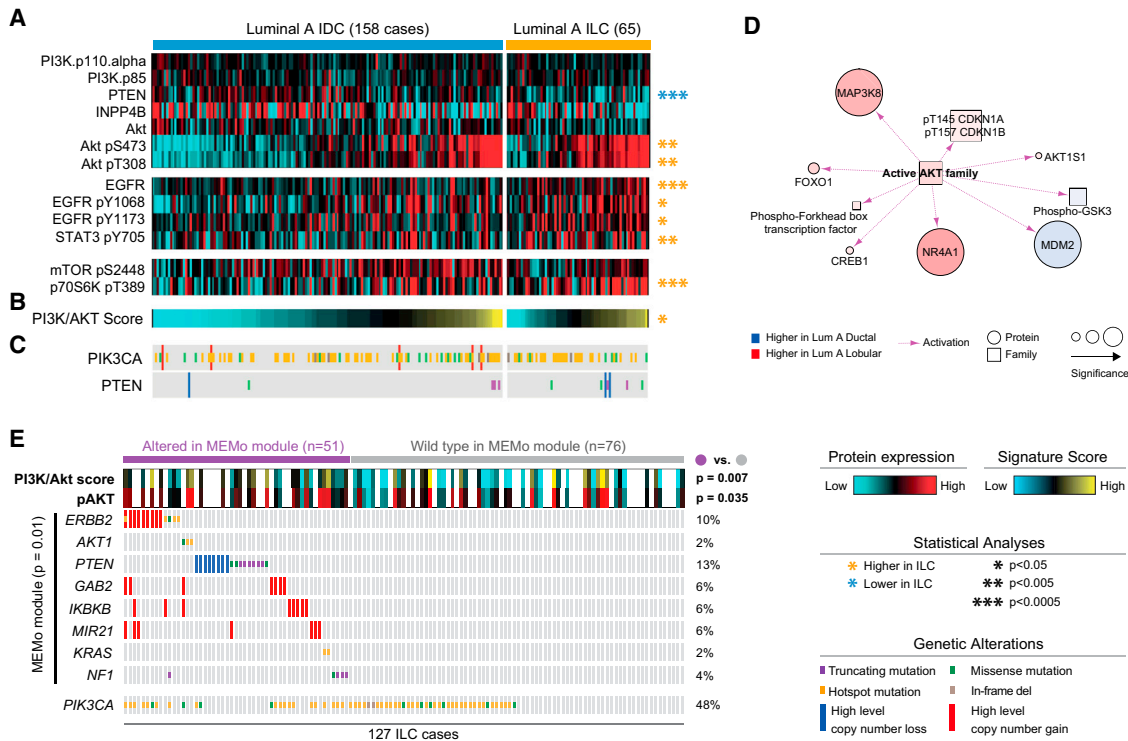 A
Luminal A IDC (158 cases)
Luminal A ILC (65)
PI3K.p110.alpha
PI3K.p85
PTEN
***
INPP4B
Akt
Akt pS473
**
Akt pT308
**
EGFR
***
EGFR pY1068
*
EGFR pY1173
*
STAT3 pY705
**
mTOR pS2448
p70S6K pT389
***
B
PI3K/AKT Score
*
C
PIK3CA
PTEN
D
MAP3K8
pT145 CDKN1A
pT157 CDKN1B
AKT1S1
Active AKT family
FOXO1
Phospho-GSK3
Phospho-Forkhead box
transcription factor
CREB1
NR4A1
MDM2
Higher in Lum A Ductal
Higher in Lum A Lobular
Activation
Protein
Family
Significance
E
Altered in MEMo module (n=51)
Wild type in MEMo module (n=76)
vs.
PI3K/Akt score
p = 0.007
pAKT
p = 0.035
MEMo module (p = 0.01)
ERBB2
10%
AKT1
2%
PTEN
13%
GAB2
6%
IKBKB
6%
MIR21
6%
KRAS
2%
NF1
4%
PIK3CA
48%
127 ILC cases
Protein expression
Low
High
Signature Score
Low
High
Statistical Analyses
* Higher in ILC
* Lower in ILC
* p<0.05
** p<0.005
*** p<0.0005
Genetic Alterations
Truncating mutation
Missense mutation
Hotspot mutation
In-frame del
High level
copy number loss
High level
copy number gain